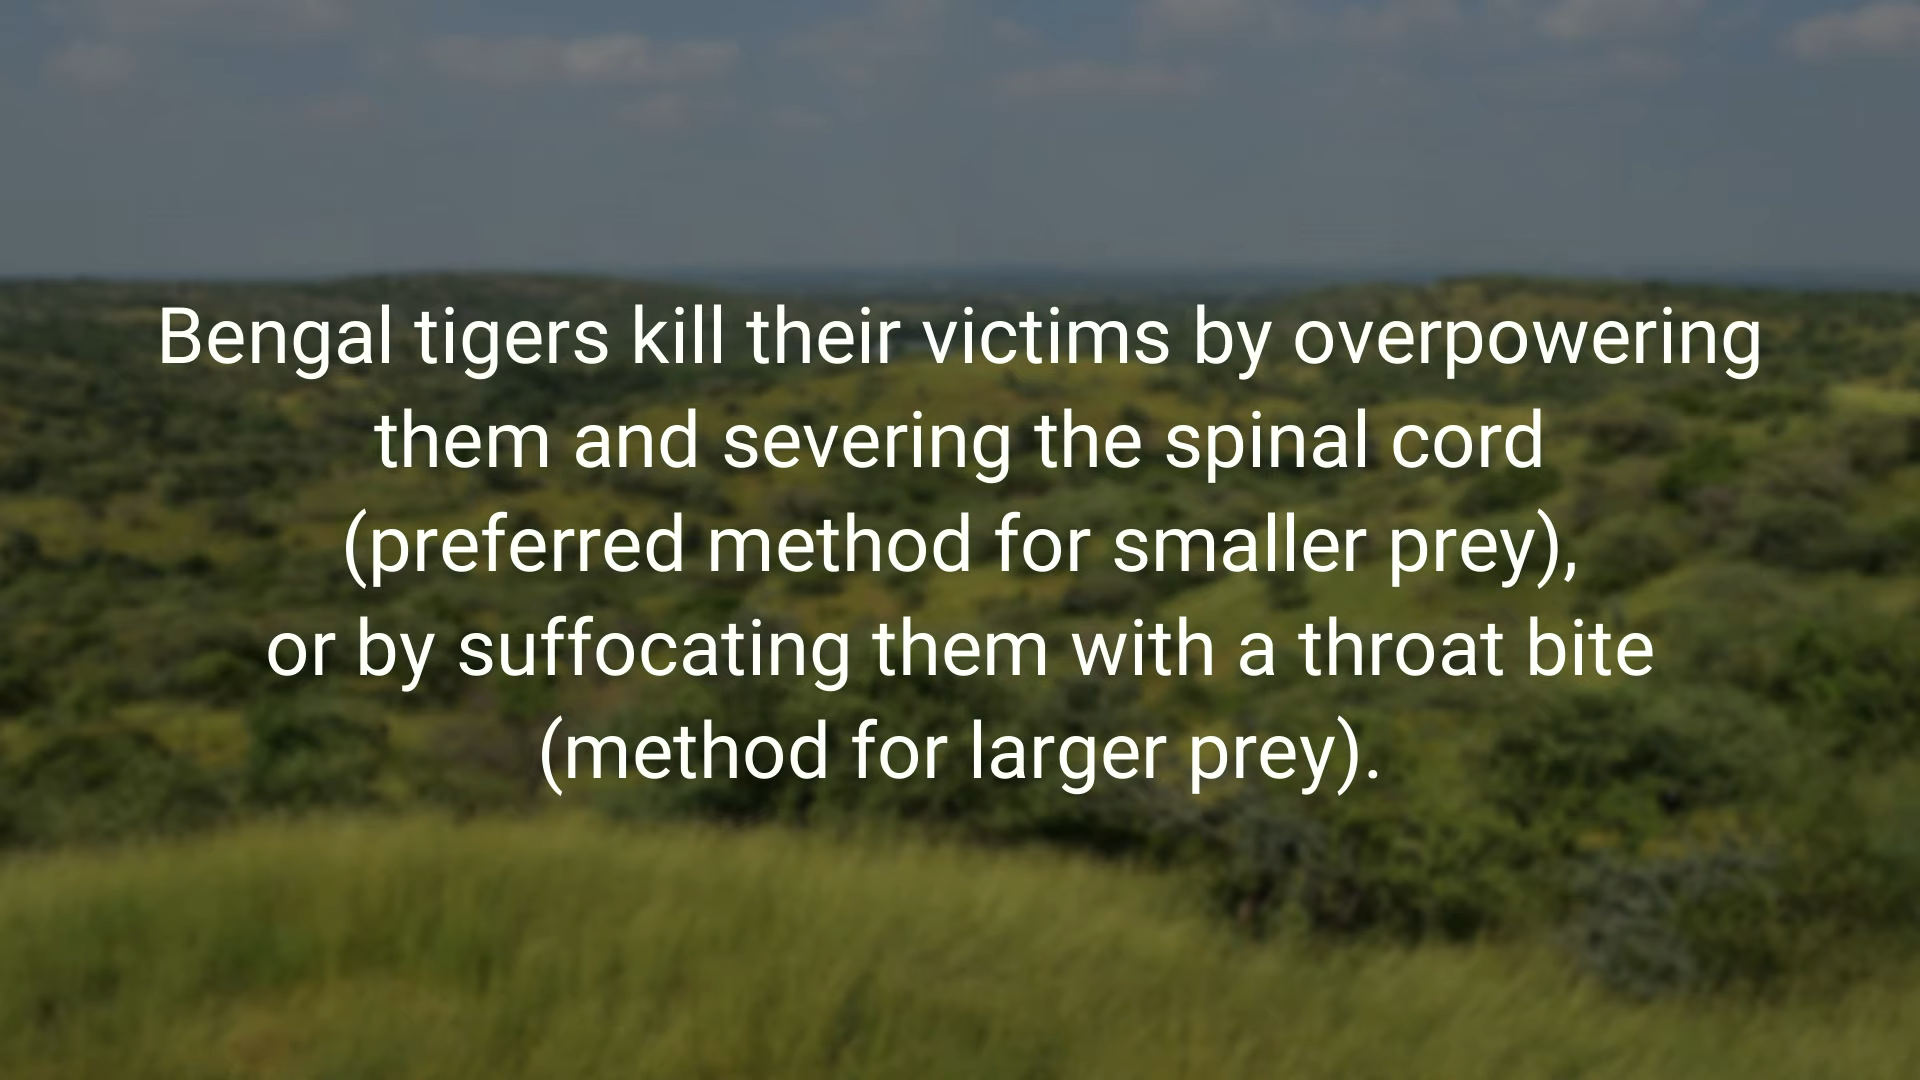 Bengal tigers kill their victims by overpowering
them and severing the spinal cord
(preferred method for smaller prey),
or by suffocating them with a throat bite
(method for larger prey).